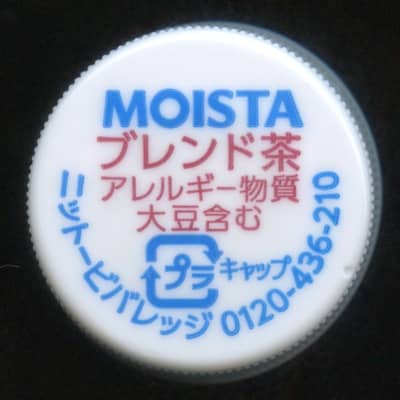 MOISTA
ブレンド茶
アレルギー物質
大豆含む
プラ キャップ
ニットービバレッジ 0120-436-210